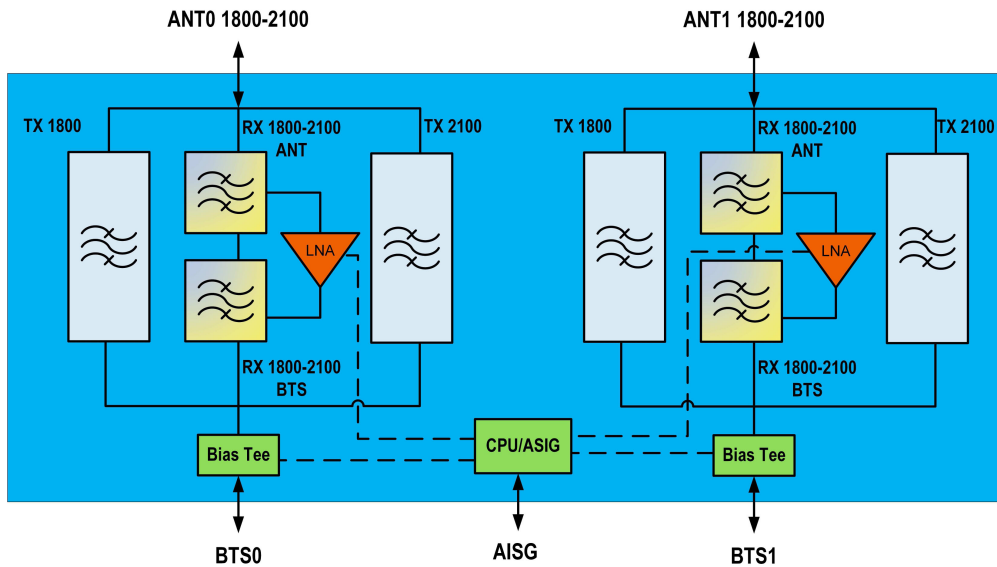 ANT0 1800-2100
ANT1 1800-2100
TX 1800
RX 1800-2100
ANT
TX 2100
TX 1800
RX 1800-2100
ANT
TX 2100
LNA
LNA
RX 1800-2100
BTS
RX 1800-2100
BTS
Bias Tee
CPU/ASIG
Bias Tee
BTS0
AISG
BTS1